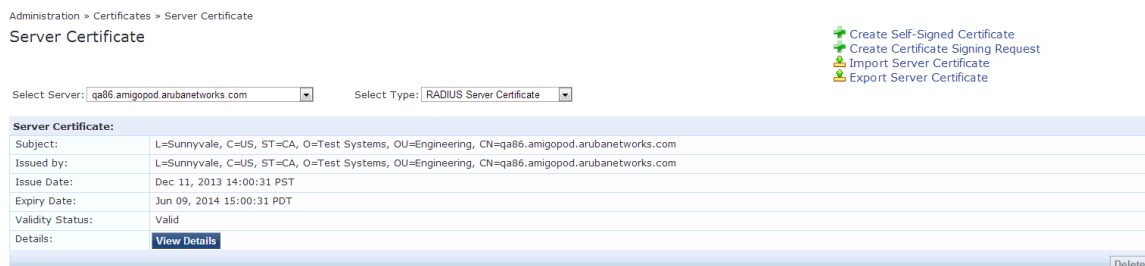 Administration » Certificates » Server Certificate
Server Certificate
Create Self-Signed Certificate
Create Certificate Signing Request
Import Server Certificate
Export Server Certificate
Select Server: qa86.amigopod.arubanetworks.com Select Type: RADIUS Server Certificate
Server Certificate:
Subject: L=Sunnyvale, C=US, ST=CA, O=Test Systems, OU=Engineering, CN=qa86.amigopod.arubanetworks.com
Issued by: L=Sunnyvale, C=US, ST=CA, O=Test Systems, OU=Engineering, CN=qa86.amigopod.arubanetworks.com
Issue Date: Dec 11, 2013 14:00:31 PST
Expiry Date: Jun 09, 2014 15:00:31 PDT
Validity Status: Valid
Details: View Details
Delete